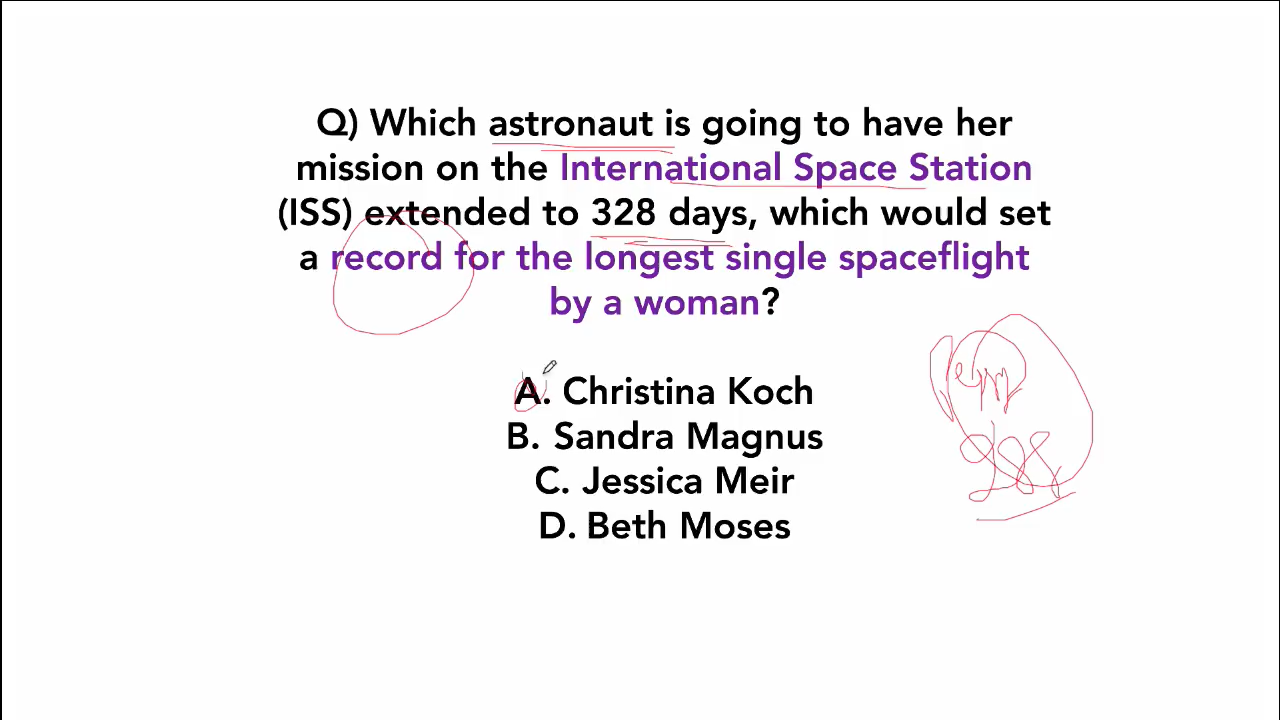 Q) Which astronaut is going to have her
mission on the International Space Station
(ISS) extended to 328 days, which would set
a record for the longest single spaceflight
by a woman?
A. Christina Koch
B. Sandra Magnus
C. Jessica Meir
D. Beth Moses